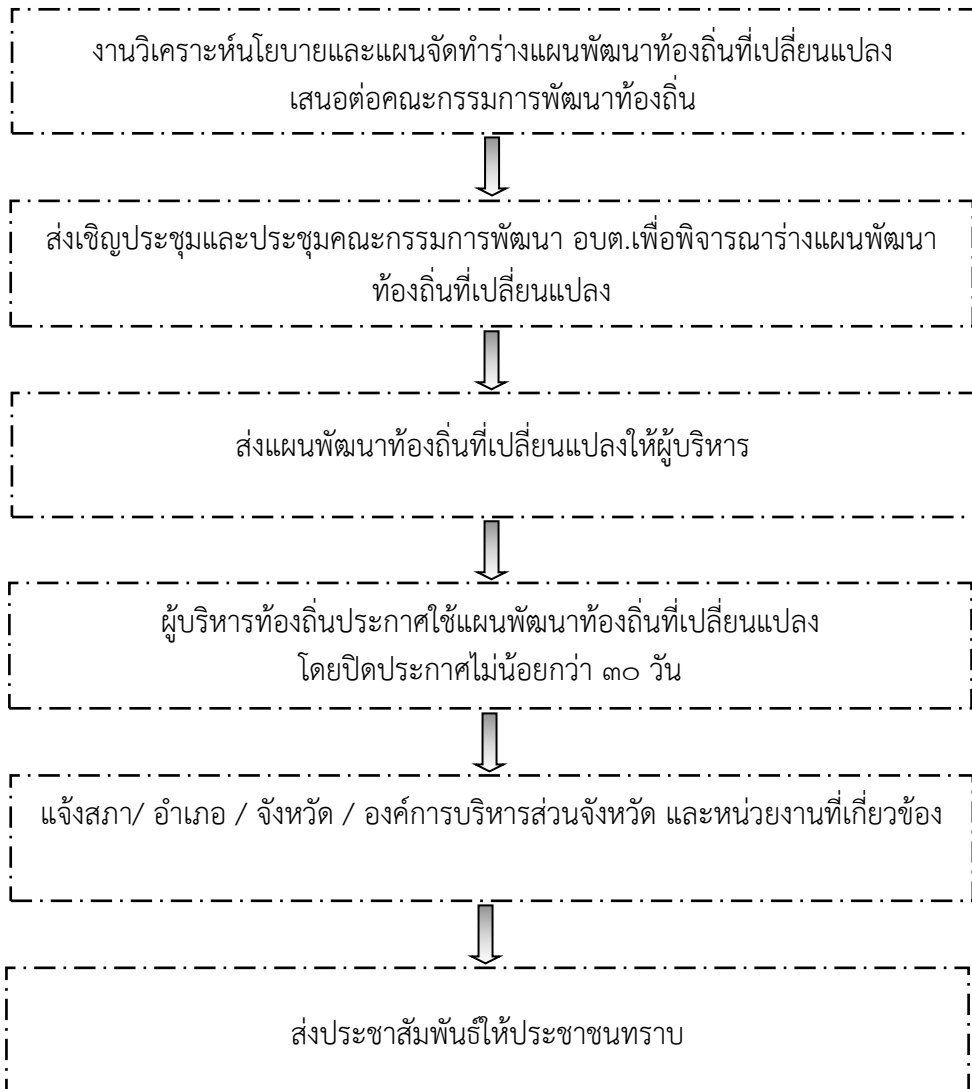 งานวิเคราะห์นโยบายและแผนจัดทำร่างแผนพัฒนาท้องถิ่นที่เปลี่ยนแปลง
เสนอต่อคณะกรรมการพัฒนาท้องถิ่น
ส่งเชิญประชุมและประชุมคณะกรรมการพัฒนา อบต.เพื่อพิจารณาร่างแผนพัฒนา
ท้องถิ่นที่เปลี่ยนแปลง
ส่งแผนพัฒนาท้องถิ่นที่เปลี่ยนแปลงให้ผู้บริหาร
ผู้บริหารท้องถิ่นประกาศใช้แผนพัฒนาท้องถิ่นที่เปลี่ยนแปลง
โดยปิดประกาศไม่น้อยกว่า ๓๐ วัน
แจ้งสภา/ อำเภอ / จังหวัด / องค์การบริหารส่วนจังหวัด และหน่วยงานที่เกี่ยวข้อง
ส่งประชาสัมพันธ์ให้ประชาชนทราบ